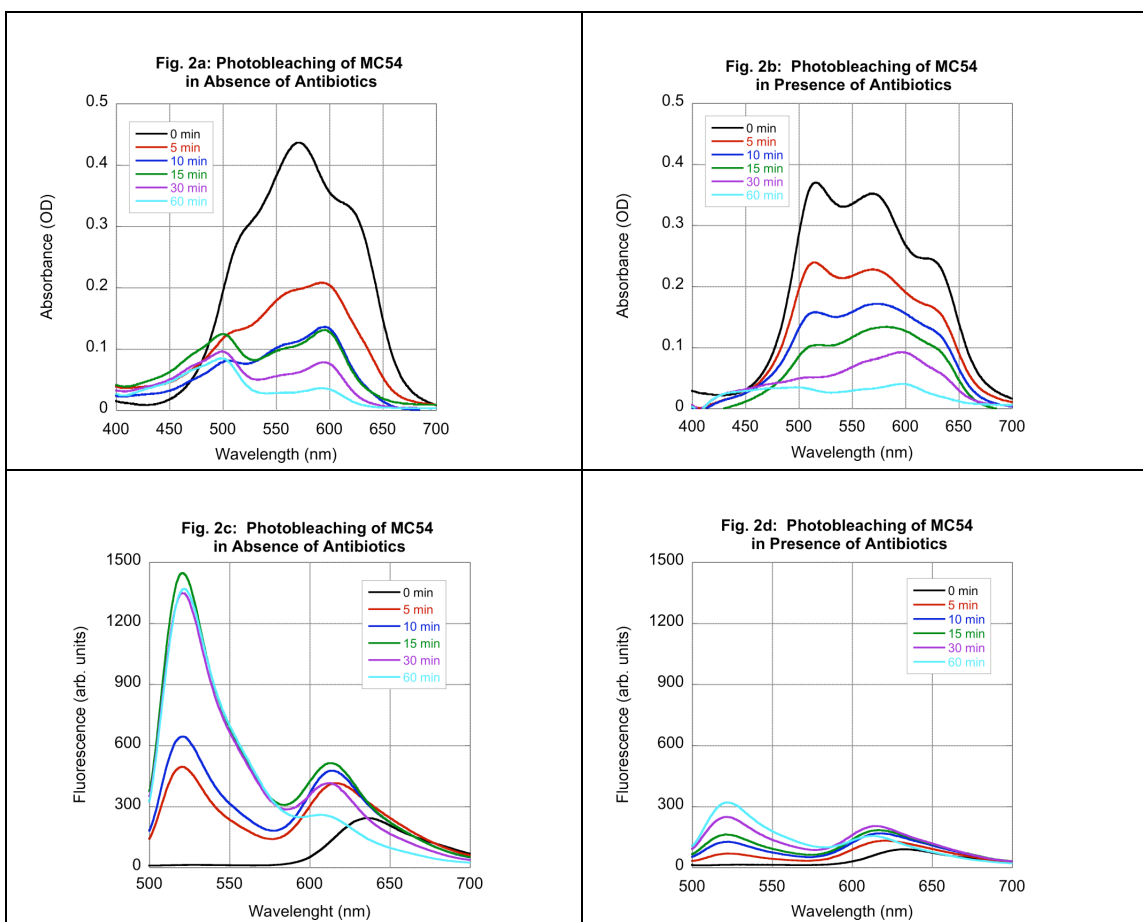 Fig. 2a: Photobleaching of MC54
in Absence of Antibiotics
0.5
0.4
0.3
0.2
0.1
0
Absorbance (OD)
0 min
5 min
10 min
15 min
30 min
60 min
400 450 500 550 600 650 700
Wavelength (nm)
Fig. 2b: Photobleaching of MC54
in Presence of Antibiotics
0.5
0.4
0.3
0.2
0.1
0
Absorbance (OD)
0 min
5 min
10 min
15 min
30 min
60 min
400 450 500 550 600 650 700
Wavelength (nm)
Fig. 2c: Photobleaching of MC54
in Absence of Antibiotics
1500
1200
900
600
300
0
Fluorescence (arb. units)
0 min
5 min
10 min
15 min
30 min
60 min
500 550 600 650 700
Wavelenght (nm)
Fig. 2d: Photobleaching of MC54
in Presence of Antibiotics
1500
1200
900
600
300
0
Fluorescence (arb. units)
0 min
5 min
10 min
15 min
30 min
60 min
500 550 600 650 700
Wavelength (nm)